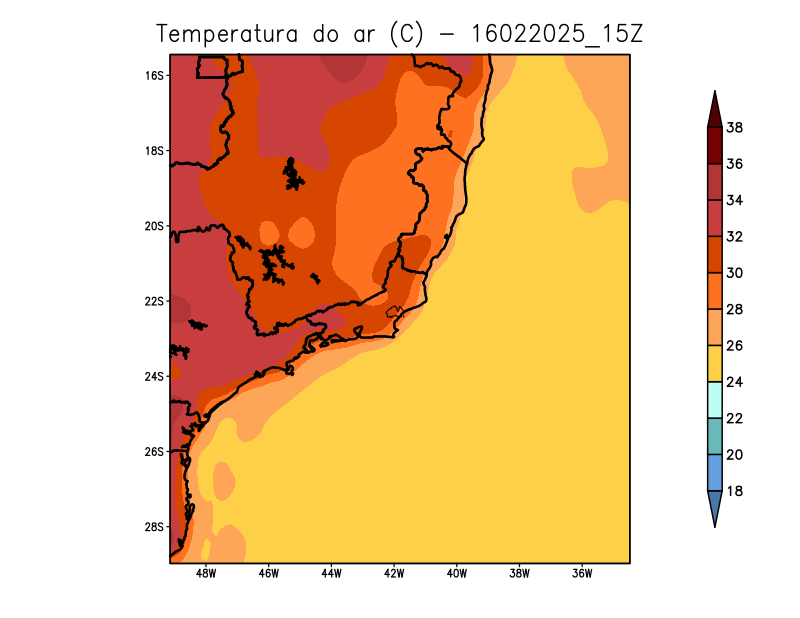 Temperatura do ar (C) – 16022025_15Z
16S
18S
20S
22S
24S
26S
28S
48W 46W 44W 42W 40W 38W 36W
38
36
34
32
30
28
26
24
22
20
18